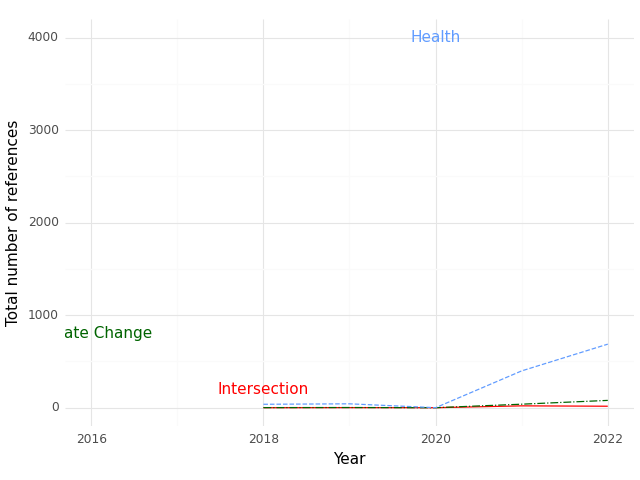 4000
Health
3000
2000
1000
ate Change
Intersection
0
2016
2018
2020
2022
Year
Total number of references